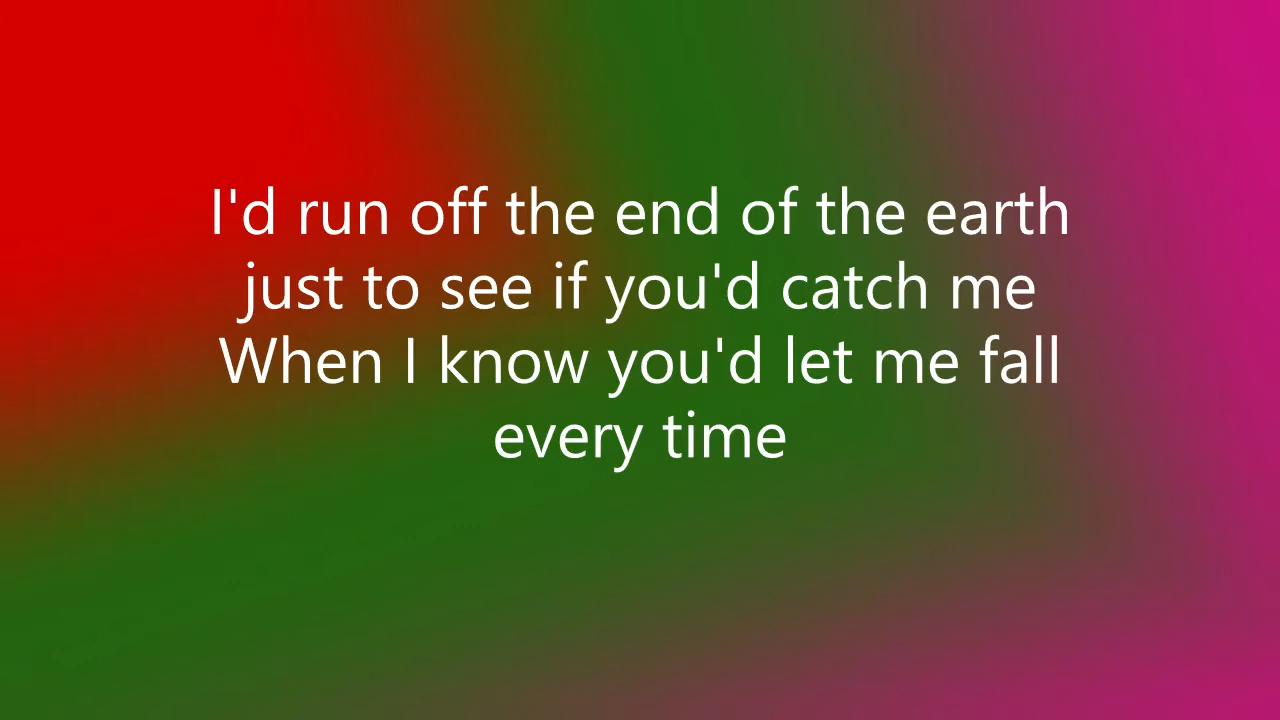 I'd run off the end of the earth
just to see if you'd catch me
When I know you'd let me fall
every time